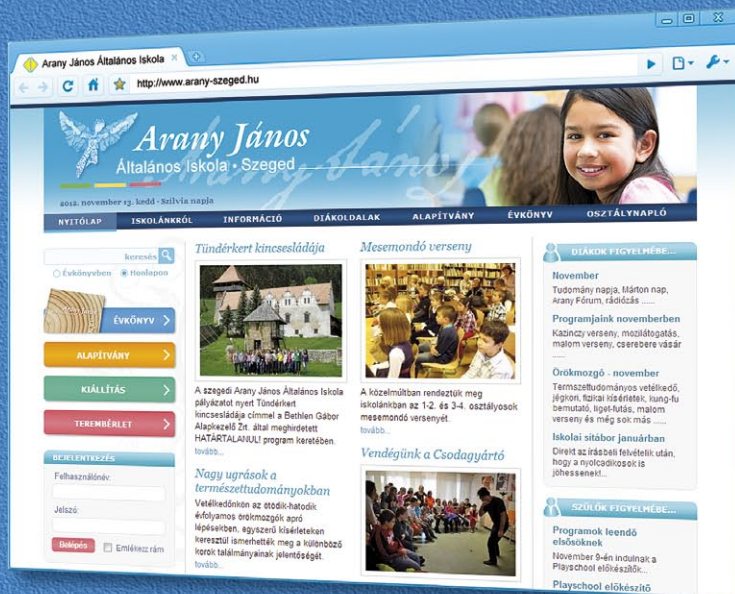 Arany János Általános Iskola
http://www.arany-szeged.hu
Arany János
Általános Iskola • Szeged
2012. november 13. kedd - Szilvia napja
NYITÓLAP ISKOLÁNKRÓL INFORMÁCIÓ DIÁKOLDALAK ALAPÍTVÁNY ÉVKÖNYV OSZTÁLYNAPLÓ
keresés
Évkönyvben Honlapon
ÉVKÖNYV
ALAPÍTVÁNY
KIÁLLÍTÁS
TEREMBÉRLET
BEJELENTKEZÉS
Felhasználónév:
Jelszó:
Belépés Emlékezz rám
Tündérkert kincsesládája
A szegedi Arany János Általános Iskola
pályázatot nyert Tündérkert
kincsesládája címmel a Bethlen Gábor
Alapkezelő Zrt. által meghirdetett
HATÁRTALANUL! program keretében.
tovább...
Nagy ugrások a
természettudományokban
Vetélkedőnkön az ötödik-hatodik
évfolyamos örökmozgók apró
lépésekben, egyszerű kísérleteken
keresztül ismerhették meg a különböző
korok találmányainak jelentőségét.
tovább...
Mesemondó verseny
A közelmúltban rendeztük meg
iskolánkban az 1-2. és 3-4. osztályosok
mesemondó versenyét.
tovább...
Vendégünk a Csodagyártó
DIÁKOK FIGYELMÉBE...
November
Tudomány napja, Márton nap,
Arany Fórum, rádiózás ......
Programjaink novemberben
Kazinczy verseny, mozilátogatás,
malom verseny, cserebere vásár
......
Örökmozgó - november
Termszettudományos vetélkedő,
jégkori, fizikai kísérletek, kung-fu
bemutató, liget-futás, malom
verseny és még sok más ......
Iskolai sítábor januárban
Direkt az írásbeli felvételik után,
hogy a nyolcadikosok is
jöhessenek!...
SZÜLŐK FIGYELMÉBE...
Programok leendő
elsősöknek
November 9-én indulnak a
Playschool előkészítők...
Playschool előkészítő